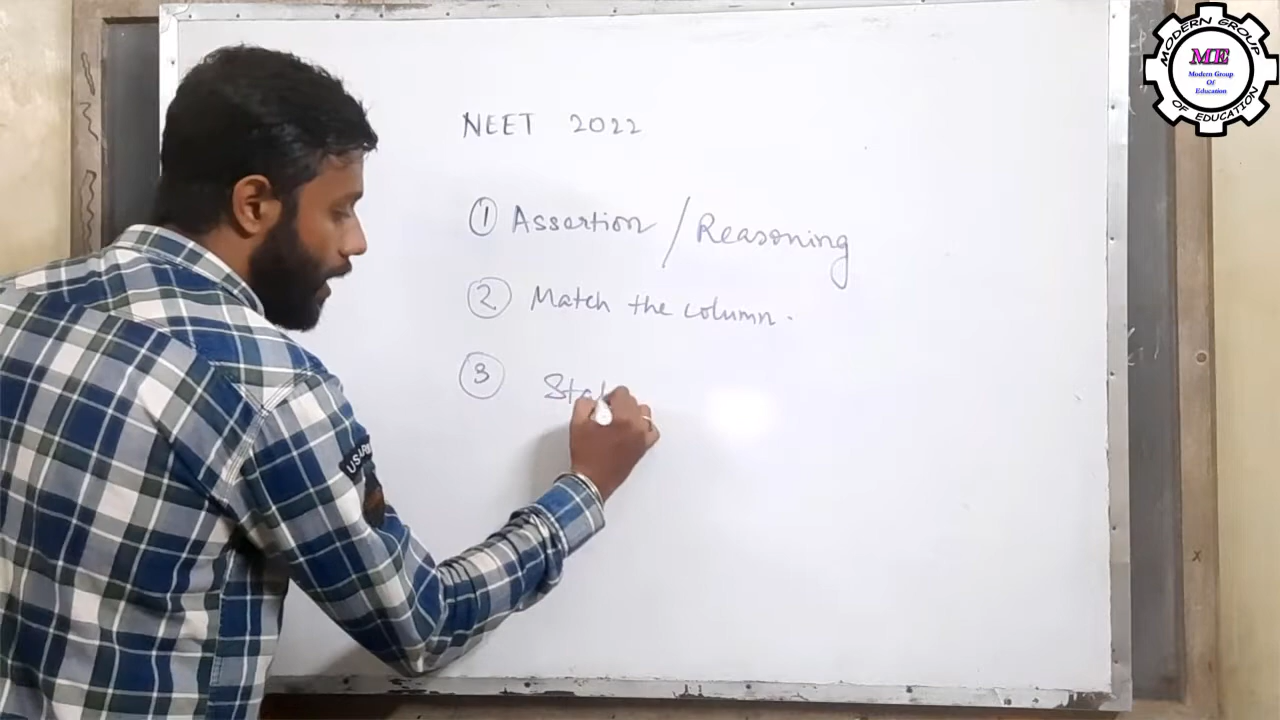 NEET 2022
① Assertion / Reasoning
② Match the column.
③
MODERN GROUP
ME
Modern Group
Of
Education
OF EDUCATION